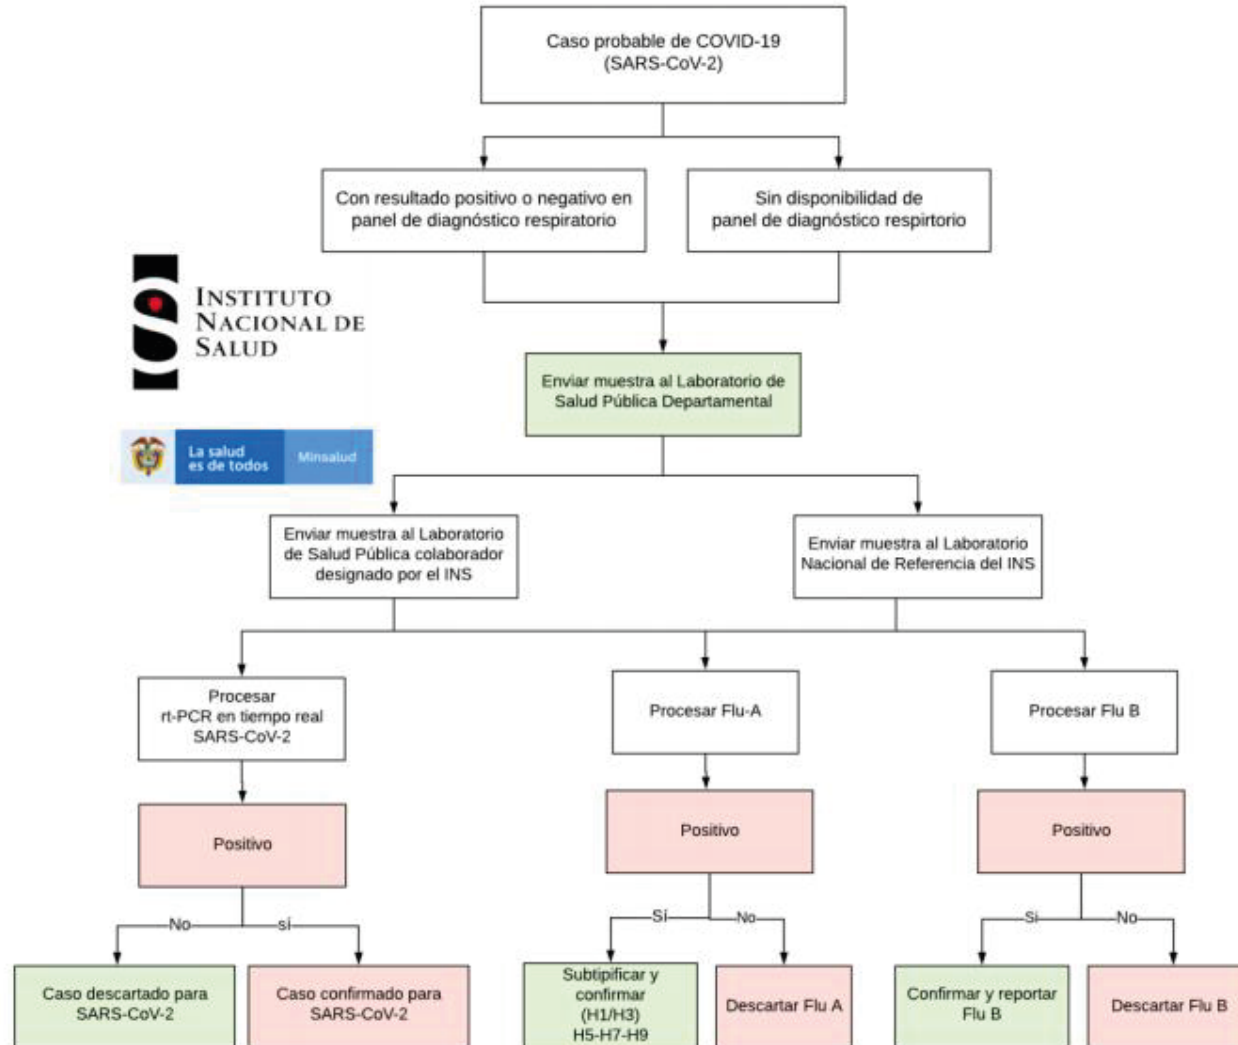 Caso probable de COVID-19
(SARS-CoV-2)
Con resultado positivo o negativo en
panel de diagnóstico respiratorio
Sin disponibilidad de
panel de diagnóstico respirtorio
INSTITUTO
NACIONAL DE
SALUD
La salud
es de todos
Minsalud
Enviar muestra al Laboratorio de
Salud Pública Departamental
Enviar muestra al Laboratorio
de Salud Pública colaborador
designado por el INS
Enviar muestra al Laboratorio
Nacional de Referencia del INS
Procesar
rt-PCR en tiempo real
SARS-CoV-2
Procesar Flu-A
Procesar Flu B
Positivo
Positivo
Positivo
No
sí
Sí
No
Si
No
Caso descartado para
SARS-CoV-2
Caso confirmado para
SARS-CoV-2
Subtipificar y
confirmar
(H1/H3)
H5-H7-H9
Descartar Flu A
Confirmar y reportar
Flu B
Descartar Flu B